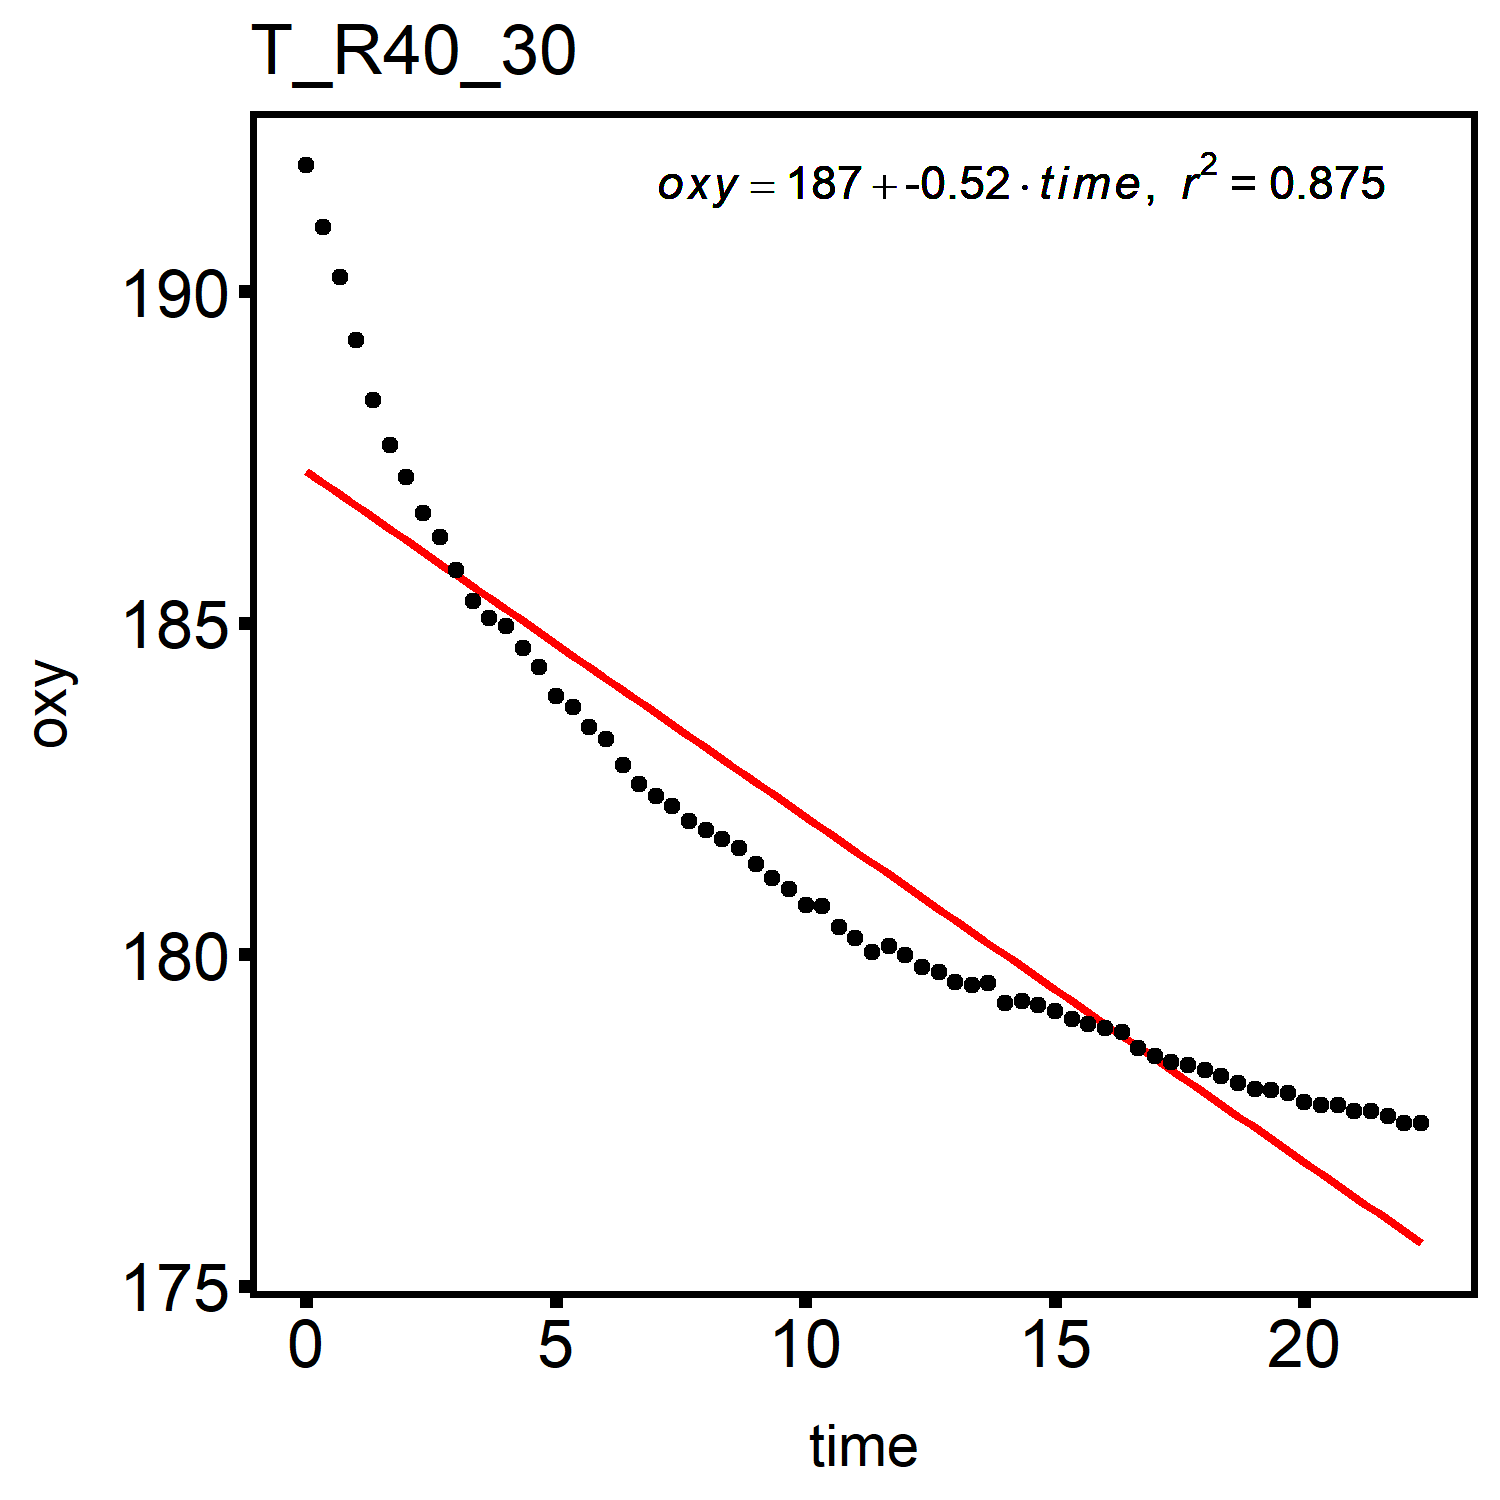 T_R40_30
oxy = 187 + -0.52 · time, r² = 0.875
190
185
180
175
oxy
0 5 10 15 20
time